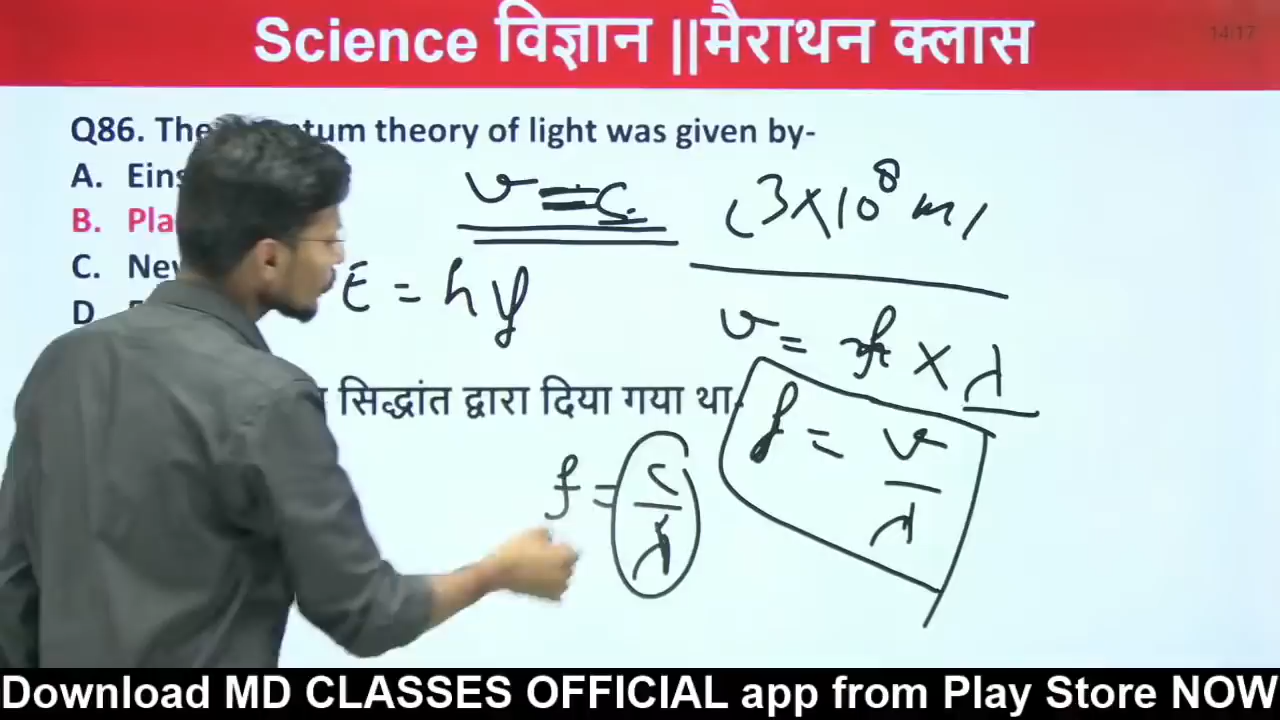 Science विज्ञान ||मैराथन क्लास
14:17
Q86. The tum theory of light was given by-
A. Eins
B. Pla
C. Nev
D.
सिद्धांत द्वारा दिया गया था-
v = c
(3×10⁸ m/
E = hf
v = f × λ
f = v/λ
f = c/λ
Download MD CLASSES OFFICIAL app from Play Store NOW